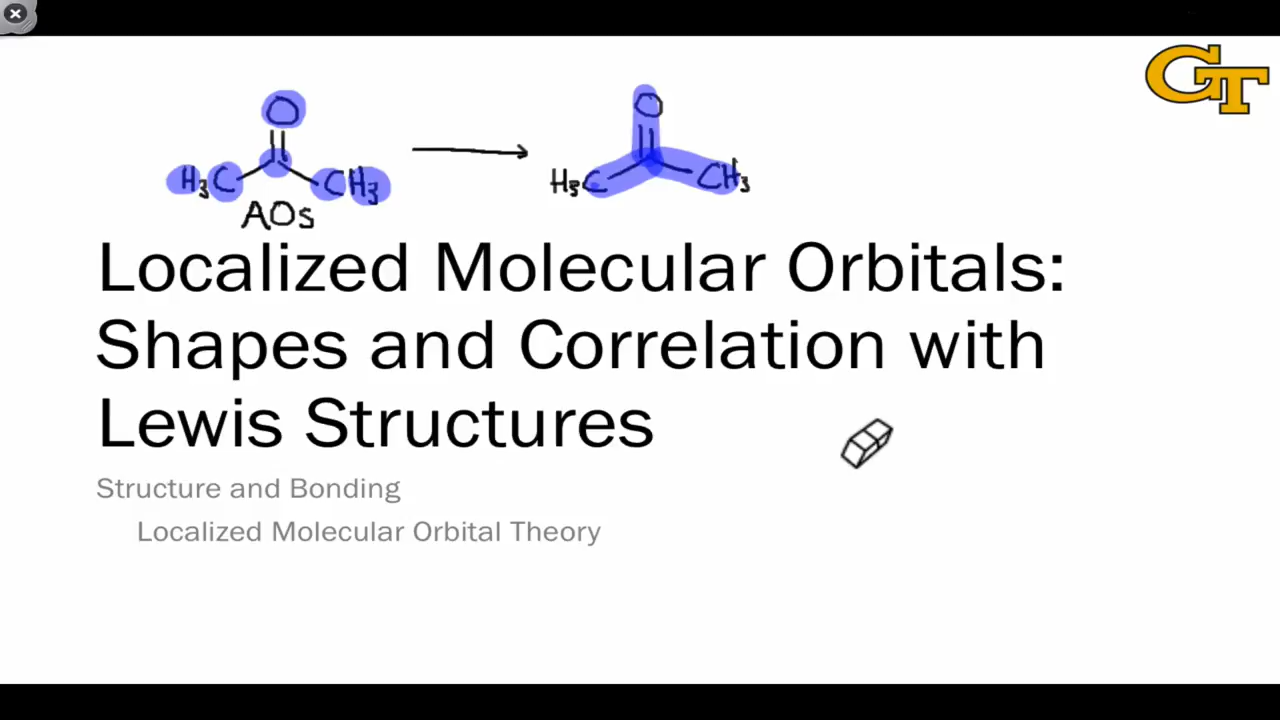 GT
O O
H₃C CH₃ H₃C CH₃
AOs
Localized Molecular Orbitals:
Shapes and Correlation with
Lewis Structures
Structure and Bonding
Localized Molecular Orbital Theory